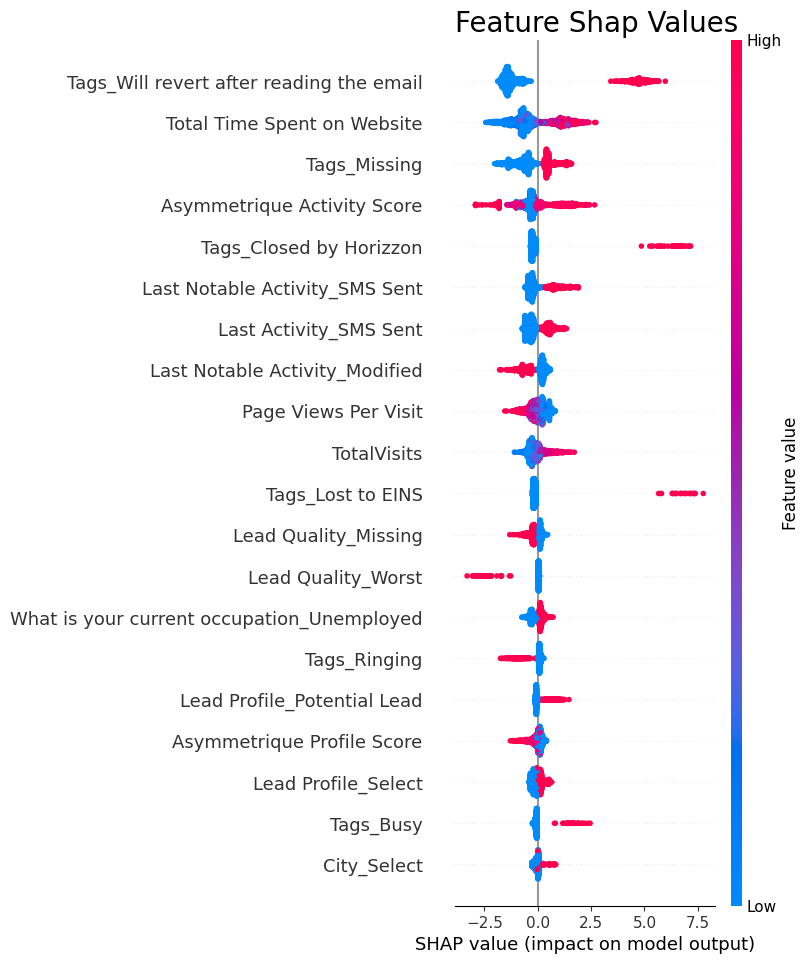 Feature Shap Values
High
Tags_Will revert after reading the email
Total Time Spent on Website
Tags_Missing
Asymmetrique Activity Score
Tags_Closed by Horizzon
Last Notable Activity_SMS Sent
Last Activity_SMS Sent
Last Notable Activity_Modified
Page Views Per Visit
TotalVisits
Tags_Lost to EINS
Lead Quality_Missing
Lead Quality_Worst
What is your current occupation_Unemployed
Tags_Ringing
Lead Profile_Potential Lead
Asymmetrique Profile Score
Lead Profile_Select
Tags_Busy
City_Select
Feature value
Low
−2.5 0.0 2.5 5.0 7.5
SHAP value (impact on model output)